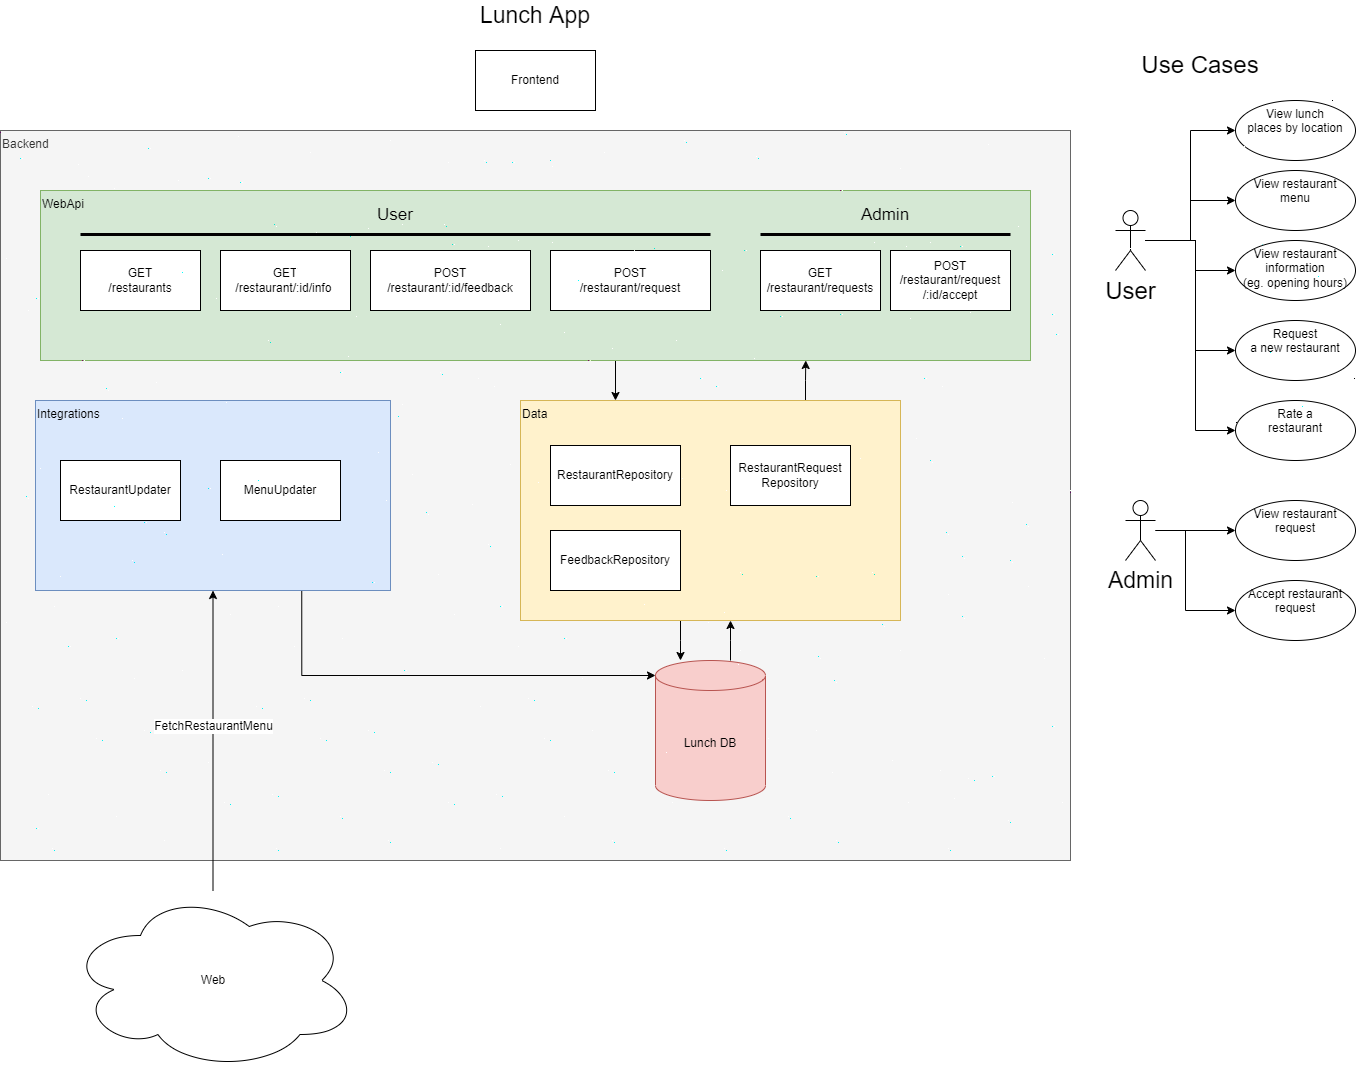 Lunch App
Frontend
Backend
WebApi
User
Admin
GET
/restaurants
GET
/restaurant/:id/info
POST
/restaurant/:id/feedback
POST
/restaurant/request
GET
/restaurant/requests
POST
/restaurant/request
/:id/accept
Integrations
RestaurantUpdater
MenuUpdater
Data
RestaurantRepository
RestaurantRequest
Repository
FeedbackRepository
Lunch DB
FetchRestaurantMenu
Web
Use Cases
User
View lunch
places by location
View restaurant
menu
View restaurant
information
(eg. opening hours)
Request
a new restaurant
Rate a
restaurant
Admin
View restaurant
request
Accept restaurant
request